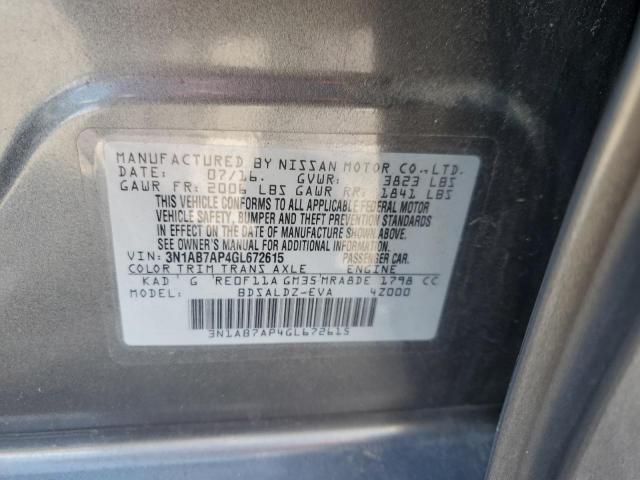 MANUFACTURED BY NISSAN MOTOR CO.,LTD.
DATE: 07/16. GVWR: 3823 LBS
GAWR FR: 2006 LBS GAWR RR: 1841 LBS
THIS VEHICLE CONFORMS TO ALL APPLICABLE FEDERAL MOTOR
VEHICLE SAFETY, BUMPER AND THEFT PREVENTION STANDARDS
IN EFFECT ON THE DATE OF MANUFACTURE SHOWN ABOVE.
SEE OWNER'S MANUAL FOR ADDITIONAL INFORMATION.
VIN: 3N1AB7AP4GL672615 PASSENGER CAR.
COLOR TRIM TRANS AXLE ENGINE
KAD G RE0F11A GM35 MRA8DE 1798 CC
MODEL: BDSALDZ-EVA 4Z000
3N1AB7AP4GL672615